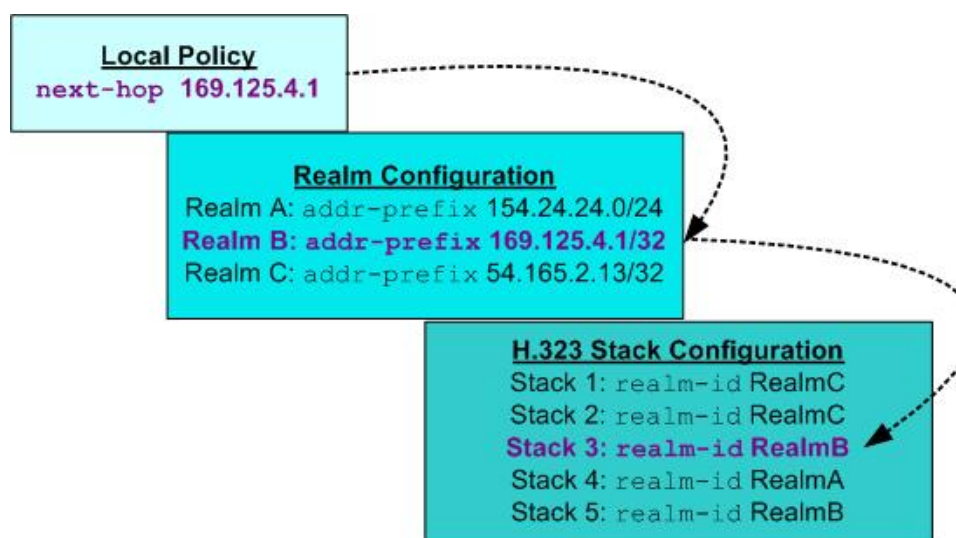 Local Policy
next-hop 169.125.4.1
Realm Configuration
Realm A: addr-prefix 154.24.24.0/24
Realm B: addr-prefix 169.125.4.1/32
Realm C: addr-prefix 54.165.2.13/32
H.323 Stack Configuration
Stack 1: realm-id RealmC
Stack 2: realm-id RealmC
Stack 3: realm-id RealmB
Stack 4: realm-id RealmA
Stack 5: realm-id RealmB